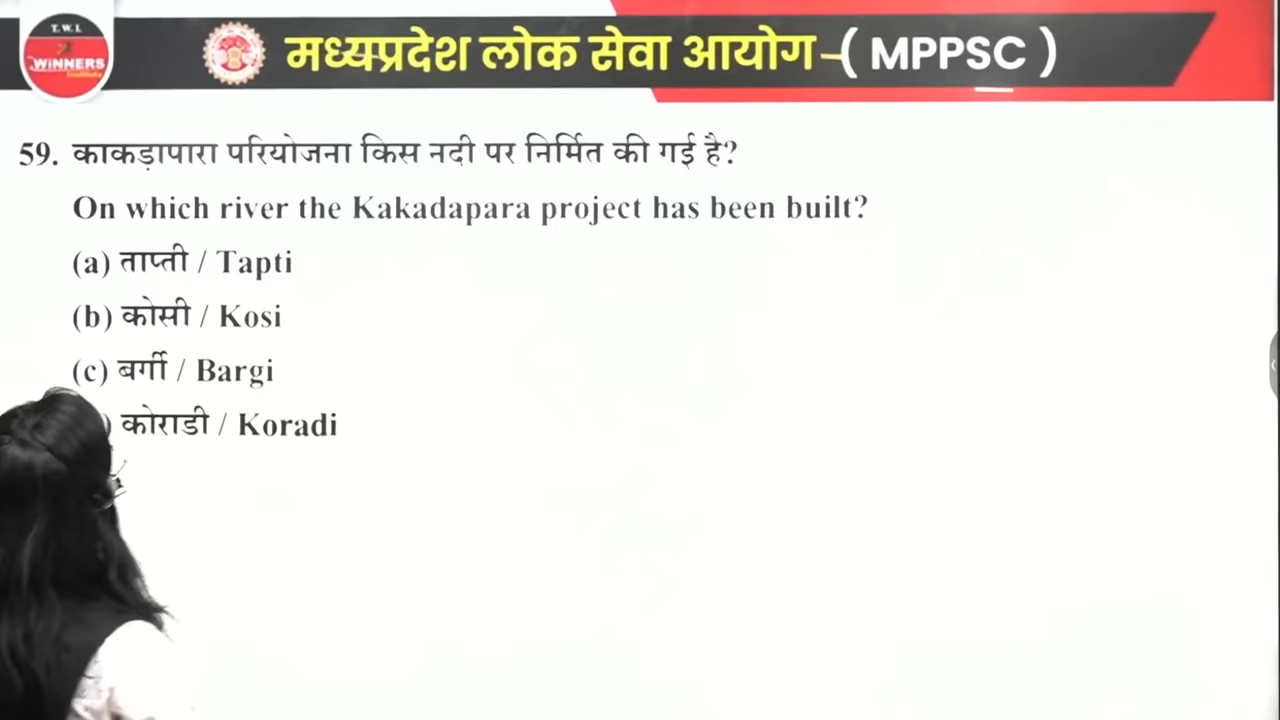 T.W.I.
WiNNERS
मध्यप्रदेश लोक सेवा आयोग-( MPPSC )
59. काकड़ापारा परियोजना किस नदी पर निर्मित की गई है?
On which river the Kakadapara project has been built?
(a) ताप्ती / Tapti
(b) कोसी / Kosi
(c) बर्गी / Bargi
) कोराडी / Koradi